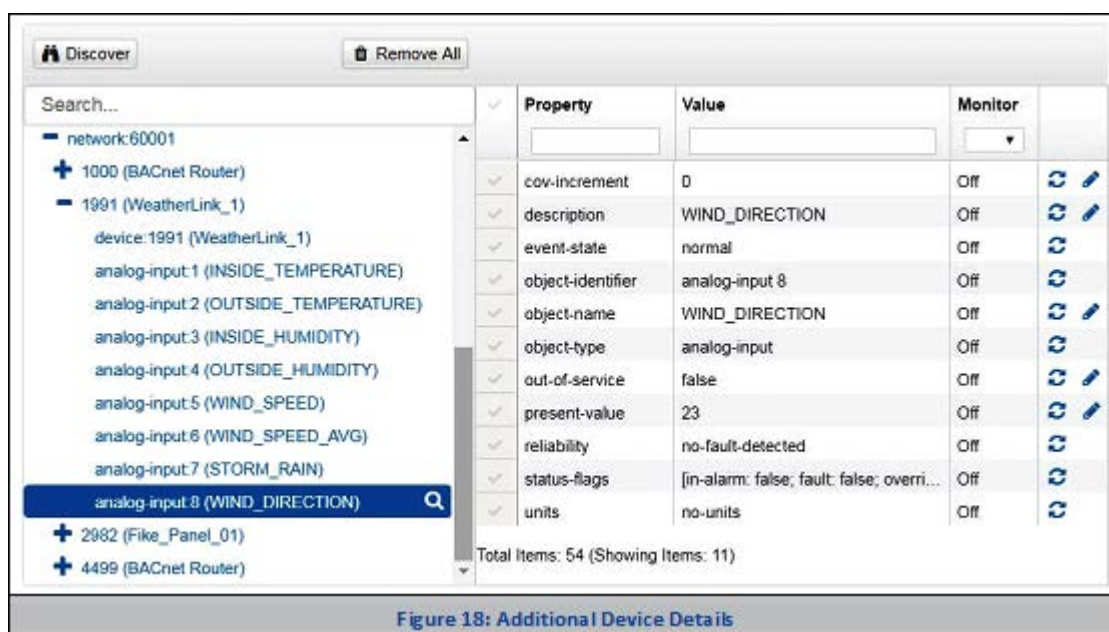 Discover
Remove All
Search...
network:60001
1000 (BACnet Router)
1991 (WeatherLink_1)
device:1991 (WeatherLink_1)
analog-input:1 (INSIDE_TEMPERATURE)
analog-input:2 (OUTSIDE_TEMPERATURE)
analog-input:3 (INSIDE_HUMIDITY)
analog-input:4 (OUTSIDE_HUMIDITY)
analog-input:5 (WIND_SPEED)
analog-input:6 (WIND_SPEED_AVG)
analog-input:7 (STORM_RAIN)
analog-input:8 (WIND_DIRECTION)
2982 (Fike_Panel_01)
4499 (BACnet Router)
Property Value Monitor
cov-increment 0 Off
description WIND_DIRECTION Off
event-state normal Off
object-identifier analog-input 8 Off
object-name WIND_DIRECTION Off
object-type analog-input Off
out-of-service false Off
present-value 23 Off
reliability no-fault-detected Off
status-flags [in-alarm: false; fault: false; overri... Off
units no-units Off
Total Items: 54 (Showing Items: 11)
Figure 18: Additional Device Details